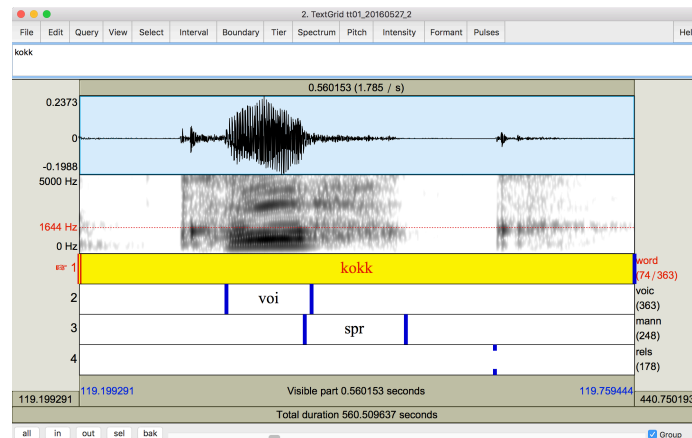 2. TextGrid tt01_20160527_2
File Edit Query View Select Interval Boundary Tier Spectrum Pitch Intensity Formant Pulses
kokk
0.560153 (1.785 / s)
0.2373
0
-0.1988
5000 Hz
1644 Hz
0 Hz
1 kokk word
(74/363)
2 voi voic
(363)
3 spr mann
(248)
4 rels
(178)
119.199291 Visible part 0.560153 seconds 119.759444
119.199291 440.750193
Total duration 560.509637 seconds
all in out sel bak Group